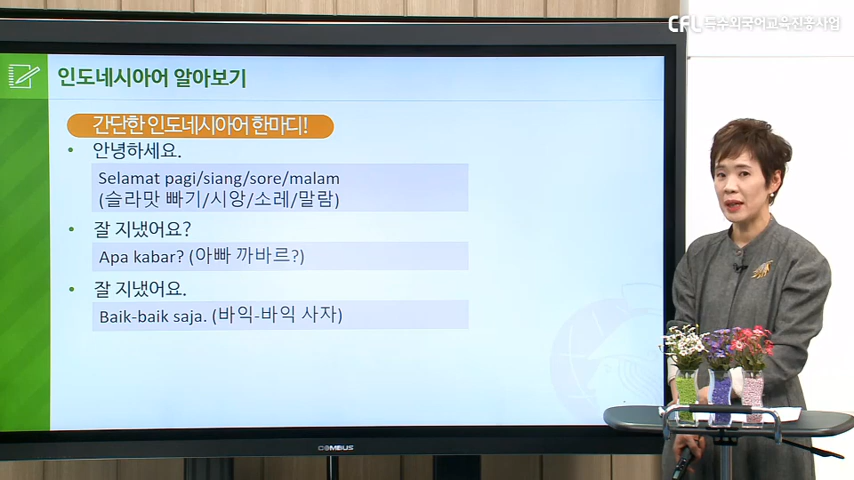 CFL 특수외국어교육진흥사업
인도네시아어 알아보기
간단한 인도네시아어 한마디!
• 안녕하세요.
Selamat pagi/siang/sore/malam
(슬라맛 빠기/시앙/소레/말람)
• 잘 지냈어요?
Apa kabar? (아빠 까바르?)
• 잘 지냈어요.
Baik-baik saja. (바익-바익 사자)
COMBUS